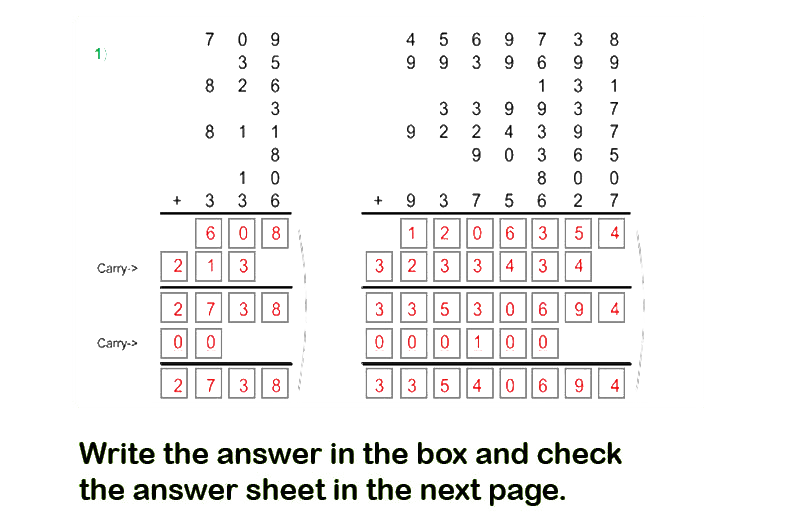 7 0 9 4 5 6 9 7 3 8
1) 3 5 9 9 3 9 6 9 9
8 2 6 1 3 1
3 3 3 9 9 3 7
8 1 1 9 2 2 4 3 9 7
8 9 0 3 6 5
1 0 8 0 0
+ 3 3 6 + 9 3 7 5 6 2 7
6 0 8 1 2 0 6 3 5 4
Carry-> 2 1 3 3 2 3 3 4 3 4
2 7 3 8 3 3 5 3 0 6 9 4
Carry-> 0 0 0 0 0 1 0 0
2 7 3 8 3 3 5 4 0 6 9 4
Write the answer in the box and check
the answer sheet in the next page.